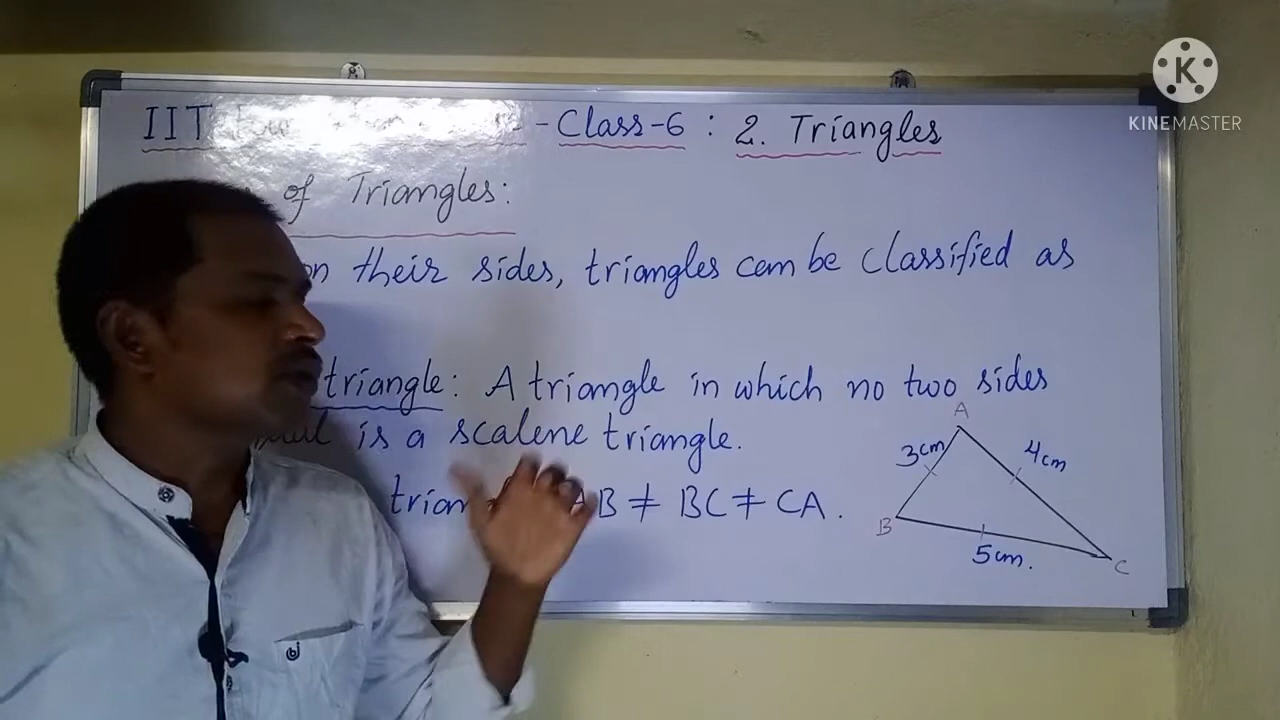 IIT -Class-6 : 2. Triangles
of Triangles:
on their sides, triangles can be classified as
triangle: A triangle in which no two sides
is a scalene triangle.
AB ≠ BC ≠ CA.
A
3cm
4cm
B
5cm.
C
K
KINEMASTER